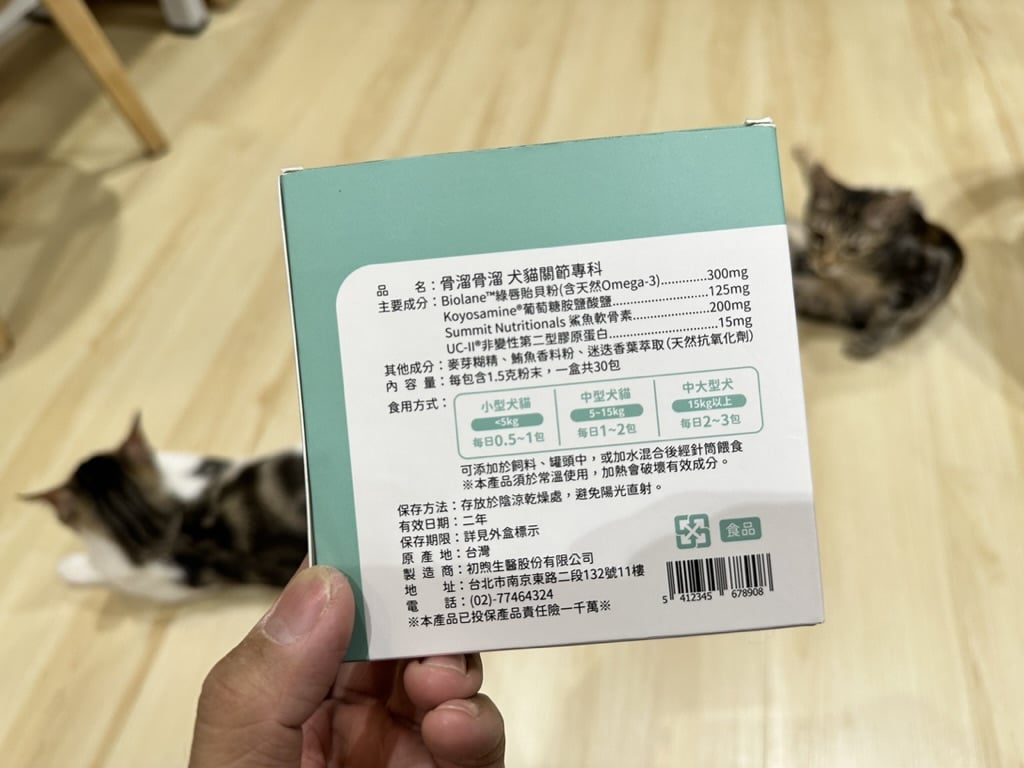 品名：骨溜骨溜 犬貓關節專科
主要成分：Biolane™綠唇貽貝粉(含天然Omega-3)............300mg
Koyosamine®葡萄糖胺鹽酸鹽........................125mg
Summit Nutritionals 鯊魚軟骨素...................200mg
UC-II®非變性第二型膠原蛋白...........................15mg
其他成分：麥芽糊精、鮪魚香料粉、迷迭香葉萃取(天然抗氧化劑)
內容量：每包含1.5克粉末，一盒共30包
食用方式：
小型犬貓 中型犬貓 中大型犬
<5kg 5~15kg 15kg以上
每日0.5~1包 每日1~2包 每日2~3包
可添加於飼料、罐頭中，或加水混合後經針筒餵食
※本產品須於常溫使用，加熱會破壞有效成分。
保存方法：存放於陰涼乾燥處，避免陽光直射。
有效日期：二年
保存期限：詳見外盒標示
原產地：台灣
製造商：初煦生醫股份有限公司
地址：台北市南京東路二段132號11樓
電話：(02)-77464324
※本產品已投保產品責任險一千萬※
食品
5 412345 678908